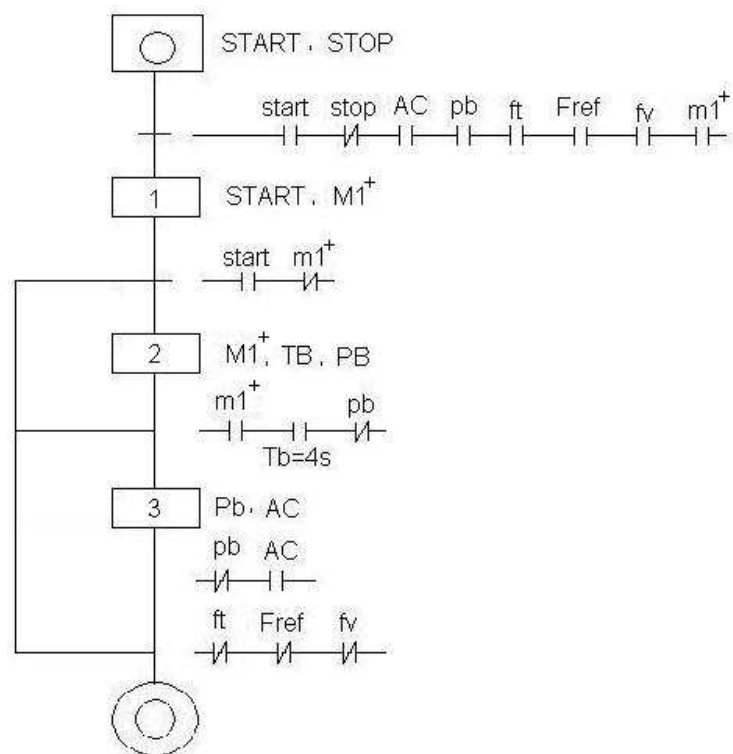 START. STOP
start stop AC pb ft Fref fv m1+
1 START. M1+
start m1+
2 M1+. TB. PB
m1+ pb
Tb=4s
3 Pb. AC
pb AC
ft Fref fv